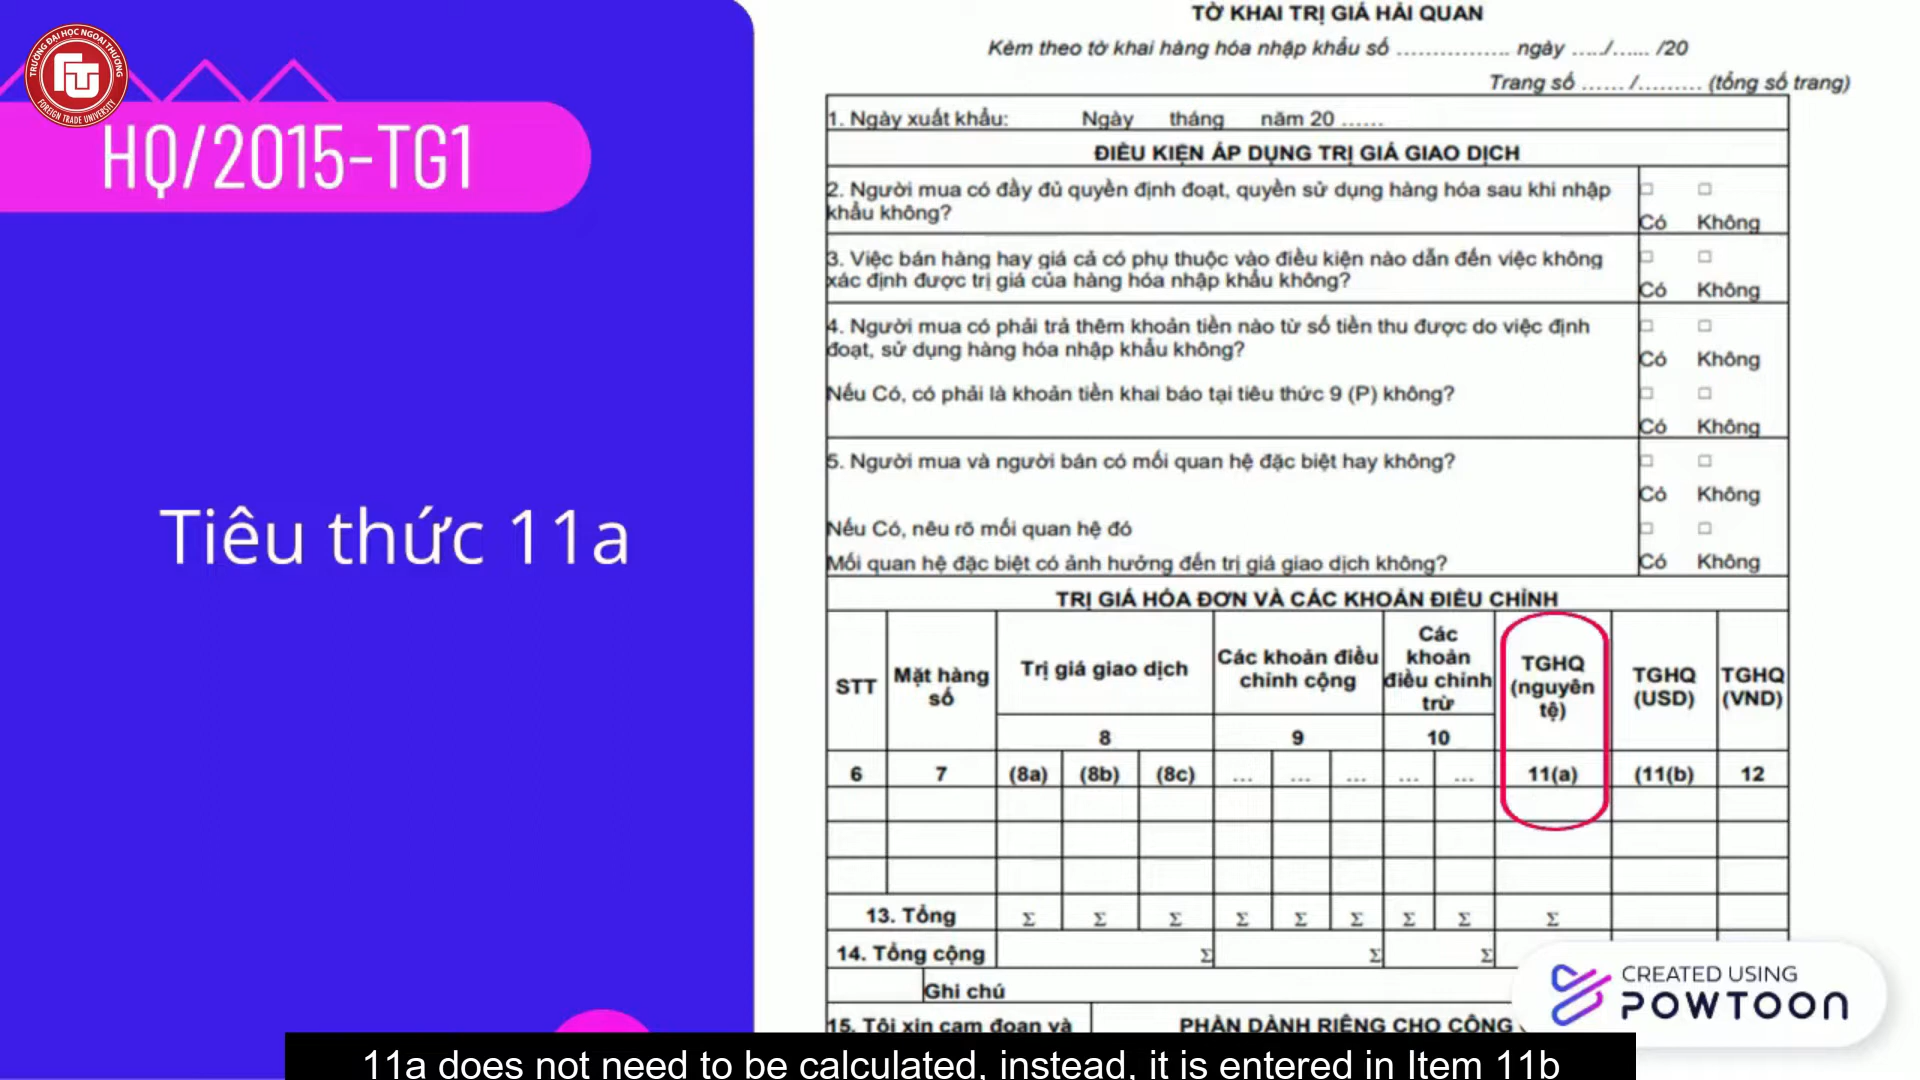 TRƯỜNG ĐẠI HỌC NGOẠI THƯƠNG
FTU
FOREIGN TRADE UNIVERSITY
HQ/2015-TG1
Tiêu thức 11a
TỜ KHAI TRỊ GIÁ HẢI QUAN
Kèm theo tờ khai hàng hóa nhập khẩu số ................ ngày ...../...... /20
Trang số ...... /......... (tổng số trang)
1. Ngày xuất khẩu: Ngày tháng năm 20 ......
ĐIỀU KIỆN ÁP DỤNG TRỊ GIÁ GIAO DỊCH
2. Người mua có đầy đủ quyền định đoạt, quyền sử dụng hàng hóa sau khi nhập
khẩu không?
Có Không
3. Việc bán hàng hay giá cả có phụ thuộc vào điều kiện nào dẫn đến việc không
xác định được trị giá của hàng hóa nhập khẩu không?
Có Không
4. Người mua có phải trả thêm khoản tiền nào từ số tiền thu được do việc định
đoạt, sử dụng hàng hóa nhập khẩu không?
Có Không
Nếu Có, có phải là khoản tiền khai báo tại tiêu thức 9 (P) không?
Có Không
5. Người mua và người bán có mối quan hệ đặc biệt hay không?
Có Không
Nếu Có, nêu rõ mối quan hệ đó
Mối quan hệ đặc biệt có ảnh hưởng đến trị giá giao dịch không?
Có Không
TRỊ GIÁ HÓA ĐƠN VÀ CÁC KHOẢN ĐIỀU CHỈNH
STT
Mặt hàng
số
Trị giá giao dịch
Các khoản điều
chỉnh cộng
Các
khoản
điều chỉnh
trừ
TGHQ
(nguyên
tệ)
TGHQ
(USD)
TGHQ
(VND)
8 9 10
6 7 (8a) (8b) (8c) ... ... ... ... ... 11(a) (11(b) 12
13. Tổng Σ Σ Σ Σ Σ Σ Σ Σ Σ
14. Tổng cộng Σ Σ Σ
Ghi chú
15. Tôi xin cam đoan và PHẦN DÀNH RIÊNG CHO CÔNG
CREATED USING
POWTOON
11a does not need to be calculated, instead, it is entered in Item 11b